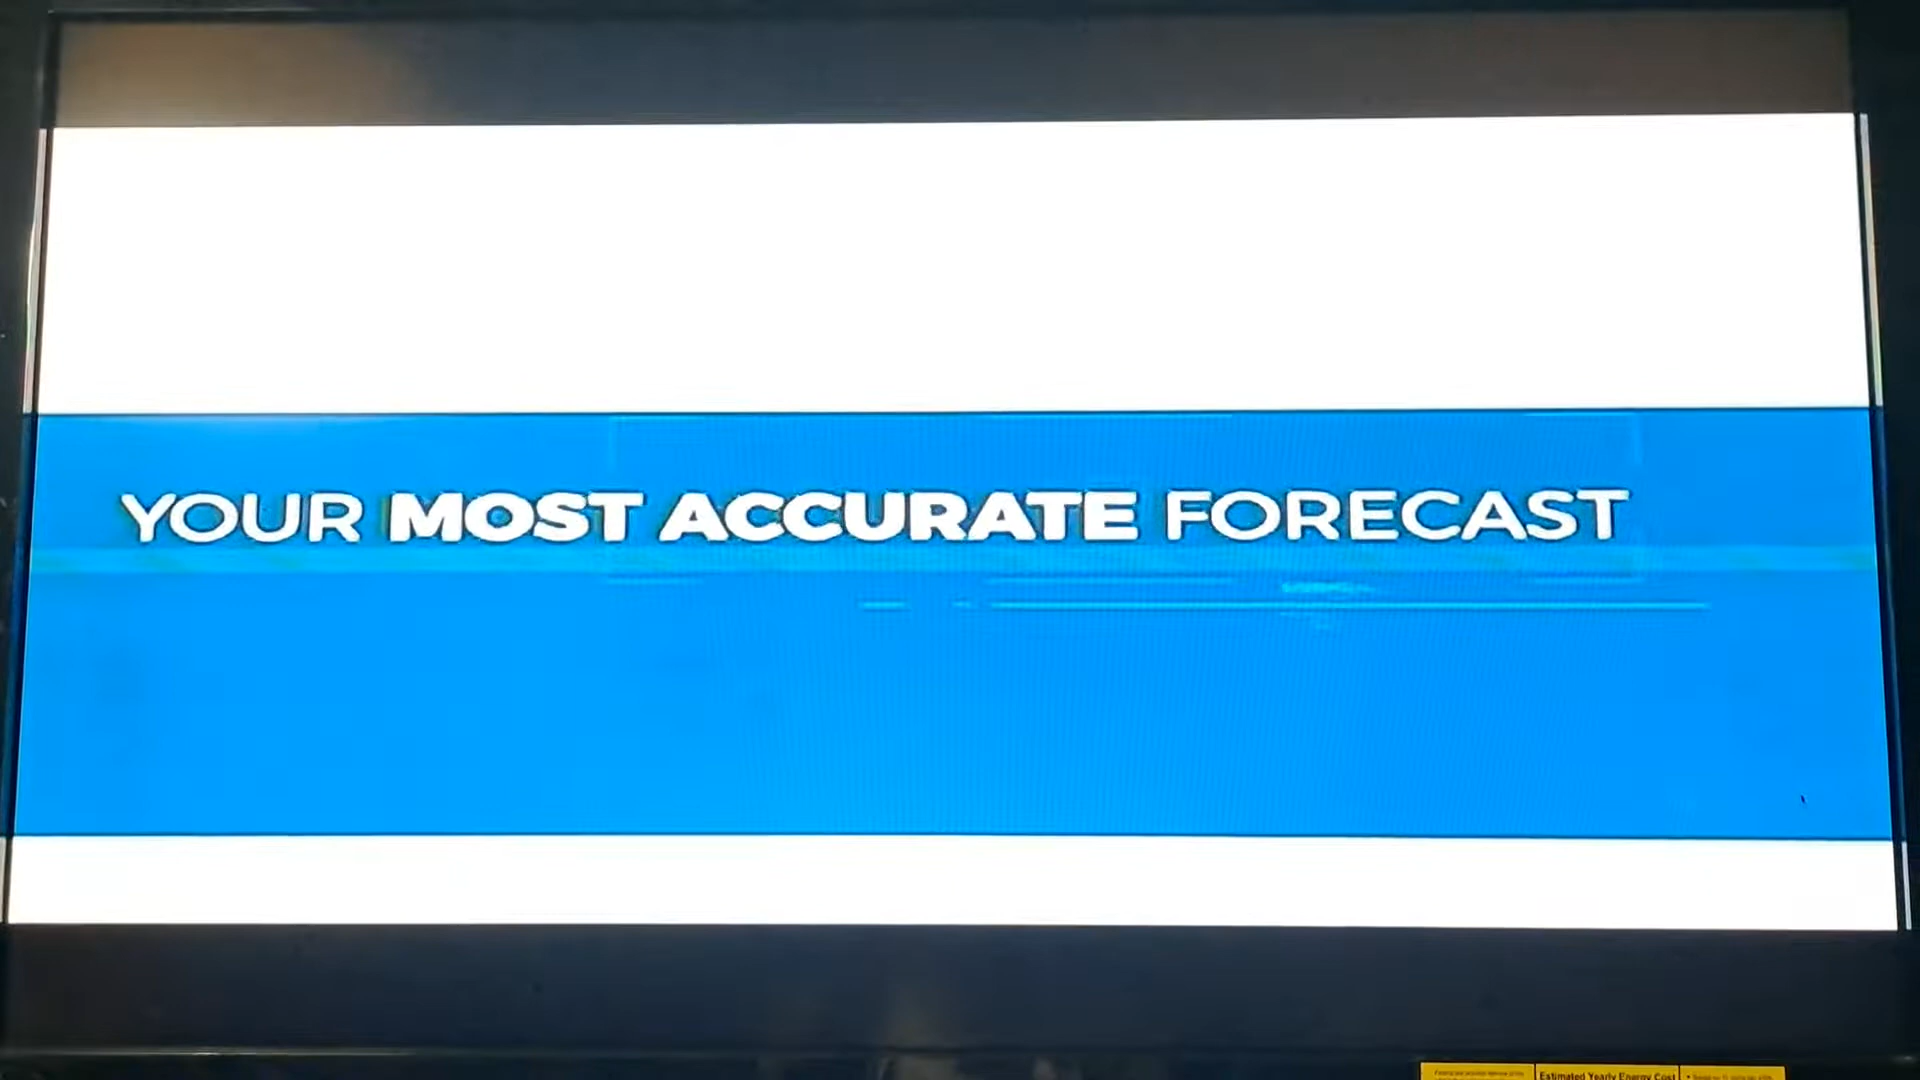 YOUR MOST ACCURATE FORECAST
Estimated Yearly Energy Cost